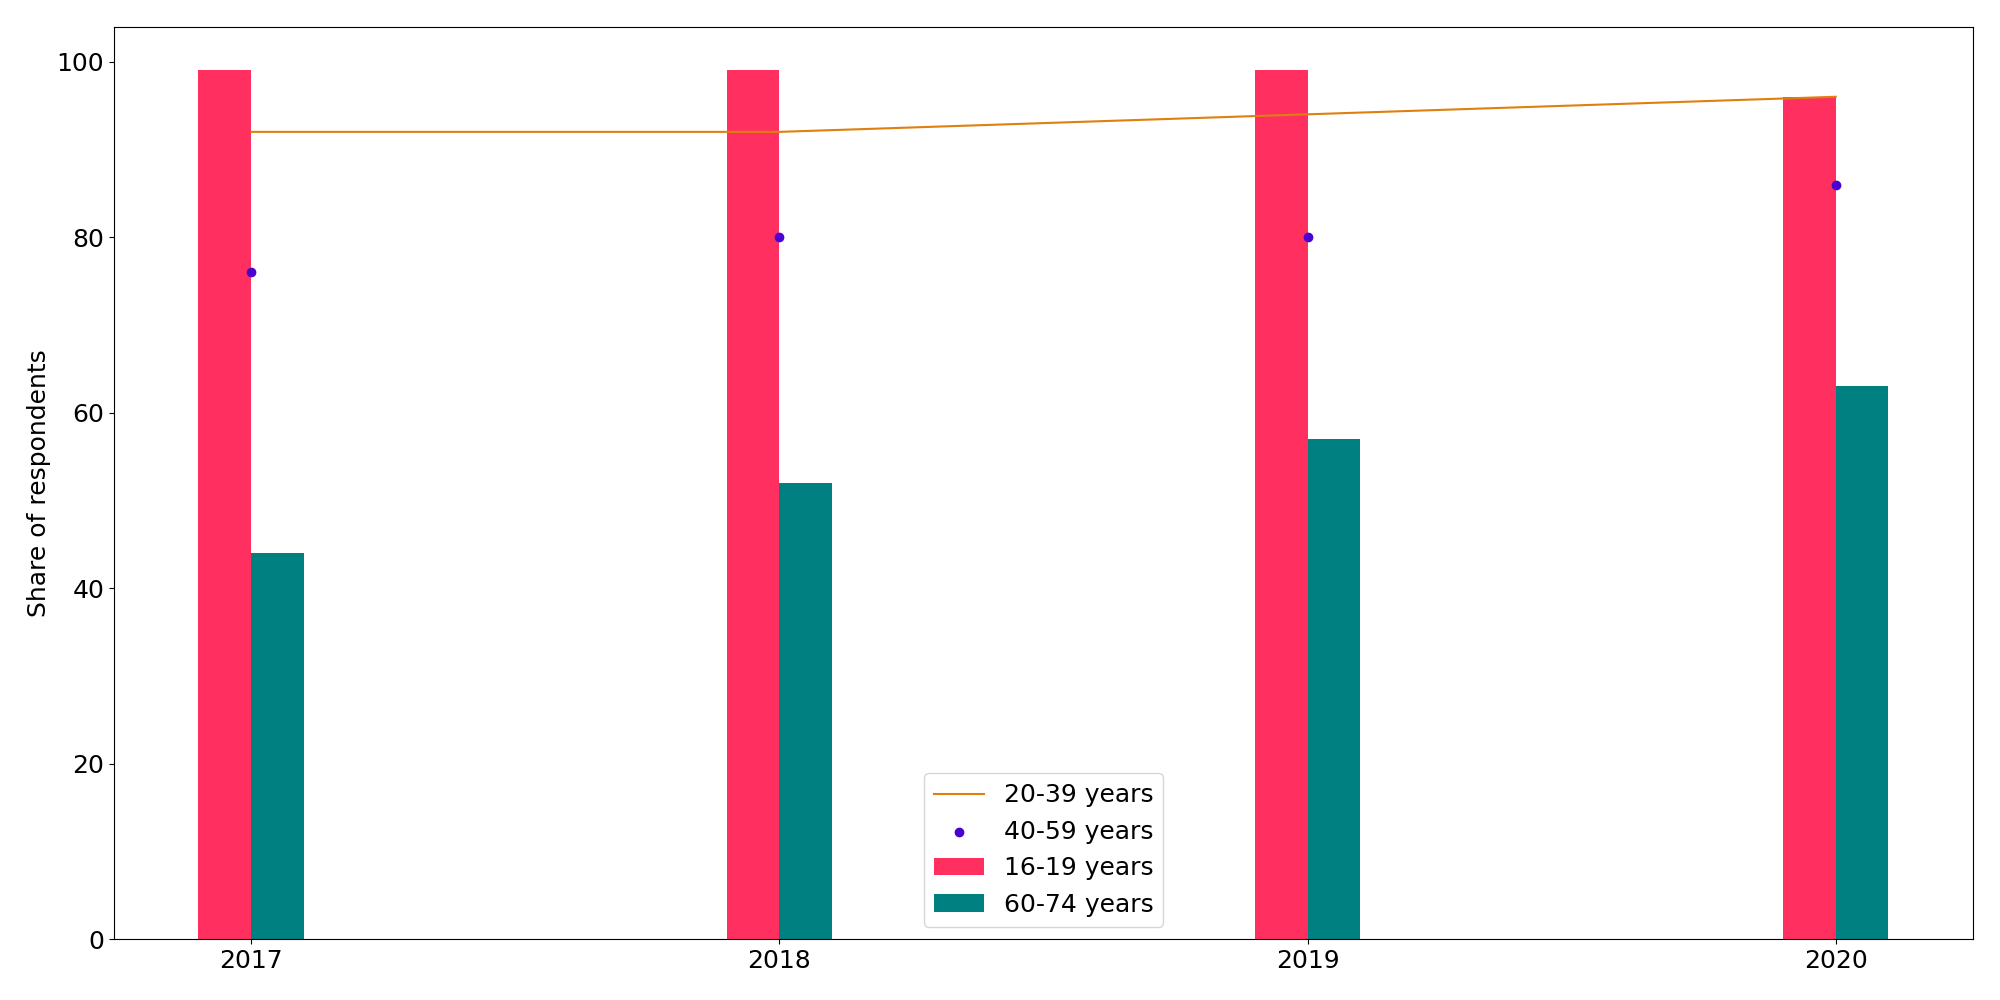 Share of respondents
100
80
60
40
20
0
2017 2018 2019 2020
20-39 years
40-59 years
16-19 years
60-74 years